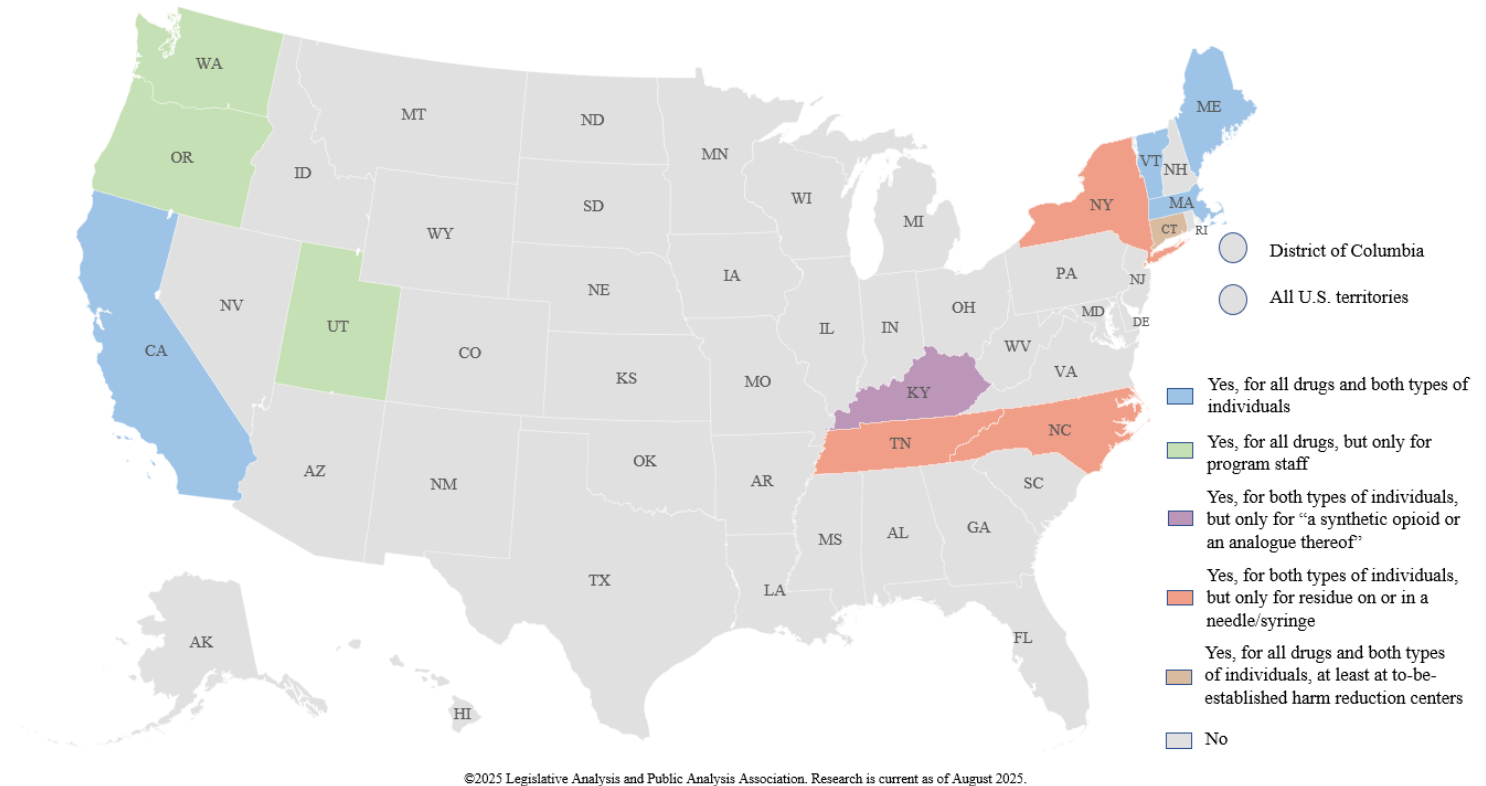 WA
MT
ND
MN
ME
OR
ID
SD
WI
MI
VT
NH
NY
MA
CT
RI
WY
IA
NE
PA
NJ
NV
UT
CO
IL
IN
OH
MD
DE
WV
VA
CA
KS
MO
KY
AZ
NM
OK
AR
TN
NC
SC
MS
AL
GA
TX
LA
FL
AK
HI
District of Columbia
All U.S. territories
Yes, for all drugs and both types of
individuals
Yes, for all drugs, but only for
program staff
Yes, for both types of individuals,
but only for “a synthetic opioid or
an analogue thereof”
Yes, for both types of individuals,
but only for residue on or in a
needle/syringe
Yes, for all drugs and both types
of individuals, at least at to-be-
established harm reduction centers
No
©2025 Legislative Analysis and Public Analysis Association. Research is current as of August 2025.